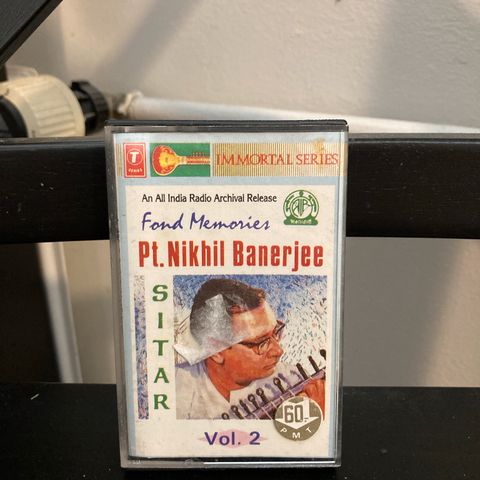 T
IMMORTAL SERIES
An All India Radio Archival Release
Fond Memories
Pt. Nikhil Banerjee
SITAR
60
PMT
Vol. 2